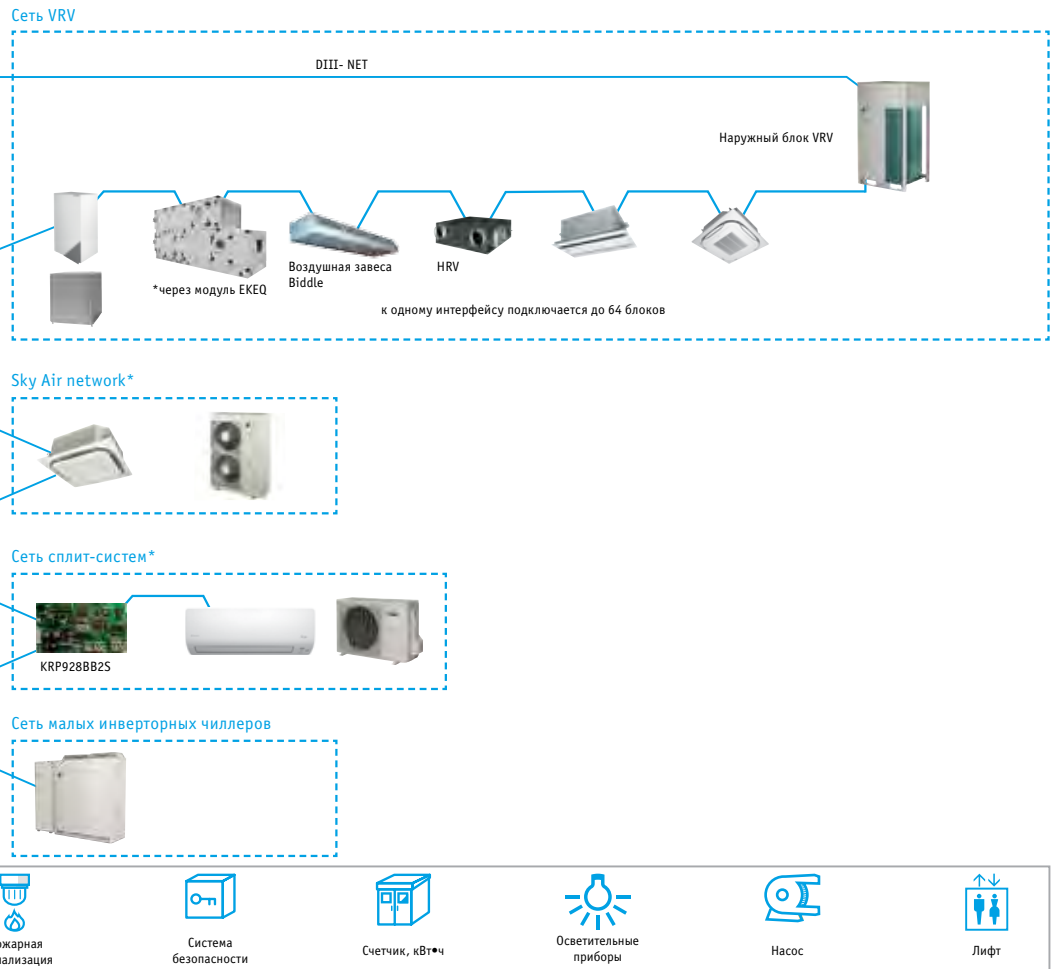 Сеть VRV
DIII- NET
Наружный блок VRV
Воздушная завеса
Biddle
HRV
*через модуль EKEQ
к одному интерфейсу подключается до 64 блоков
Sky Air network*
Сеть сплит-систем*
KRP928BB2S
Сеть малых инверторных чиллеров
ожарная
нализация
Система
безопасности
Счетчик, кВт•ч
Осветительные
приборы
Насос
Лифт